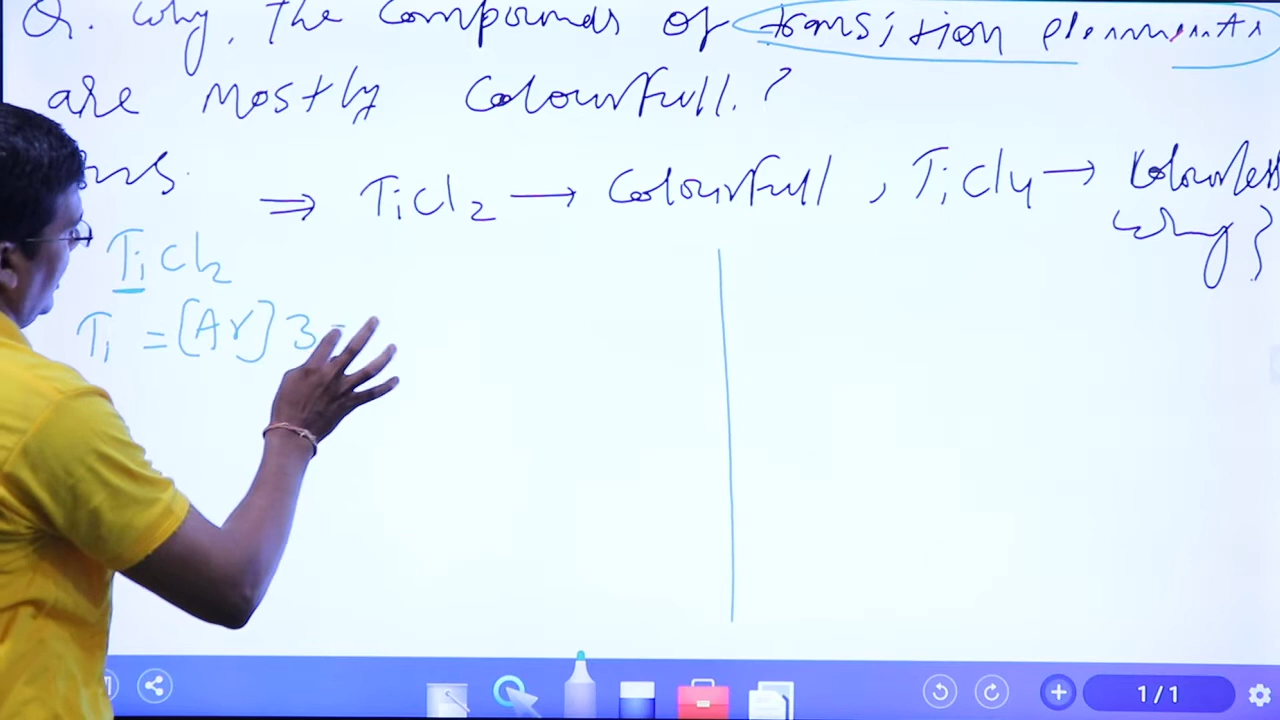 Q. Why, the compounds of transition elements
are mostly colourfull.?
Ans.
⇒ TiCl2 → Colourfull, TiCl4 → Colourless
Why?
TiCl2
Ti = [Ar] 3
1/1